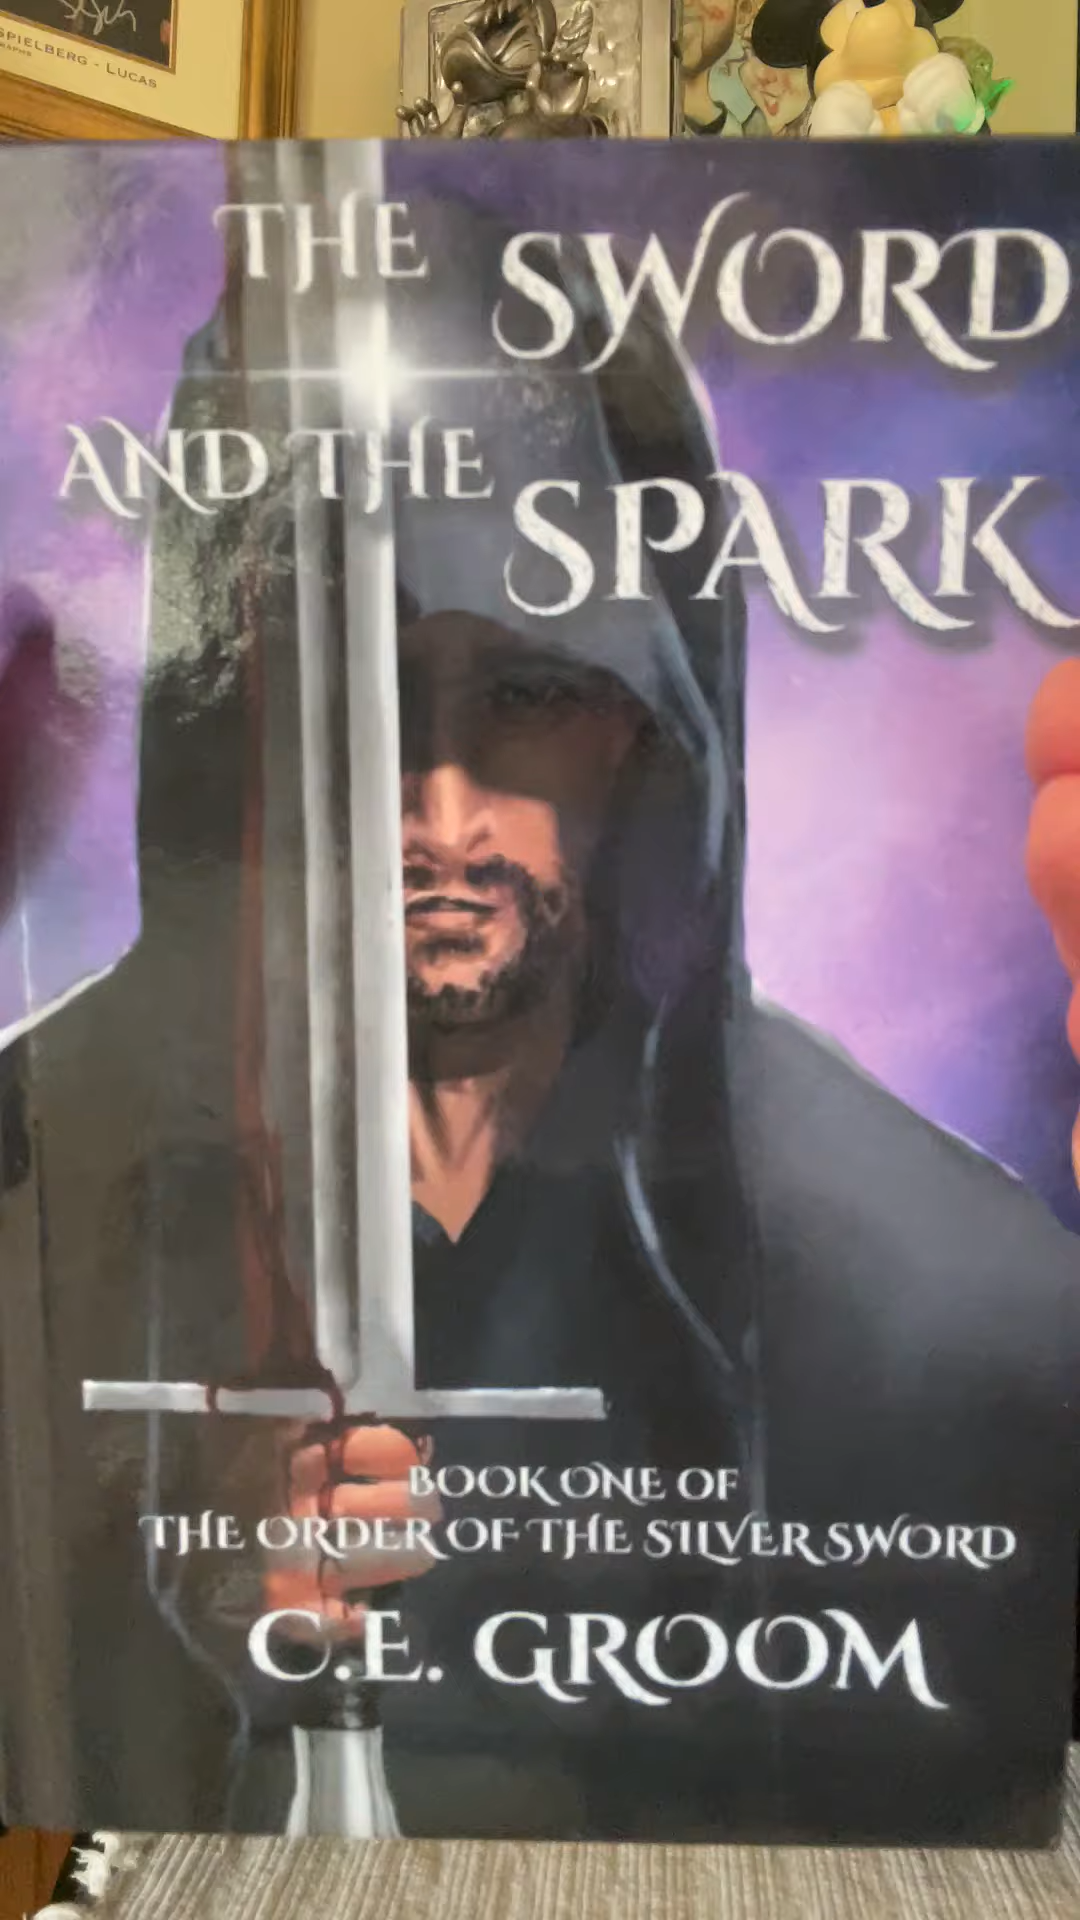 SPIELBERG - LUCAS
THE SWORD
AND THE SPARK
BOOK ONE OF
THE ORDER OF THE SILVER SWORD
C.E. GROOM